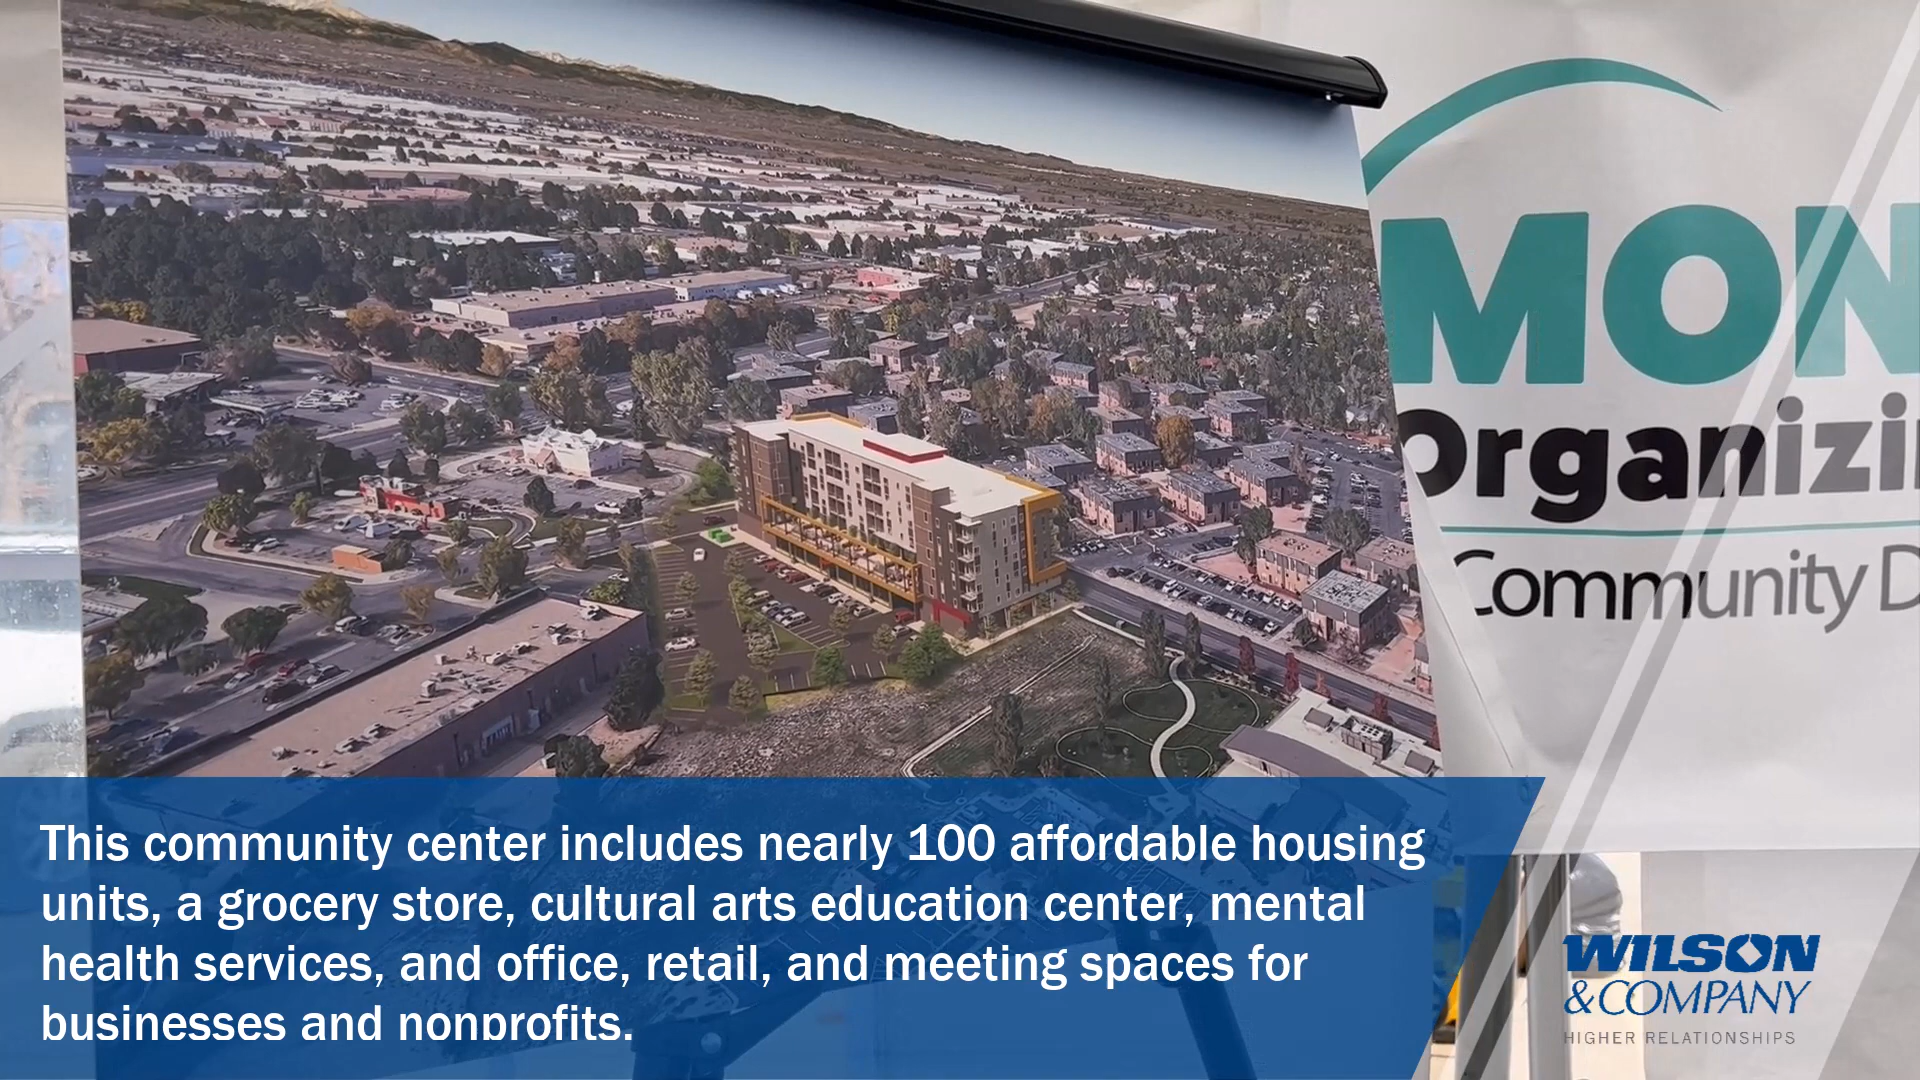 MON
Organizi
Community D
This community center includes nearly 100 affordable housing
units, a grocery store, cultural arts education center, mental
health services, and office, retail, and meeting spaces for
businesses and nonprofits.
WILSON
&COMPANY
HIGHER RELATIONSHIPS